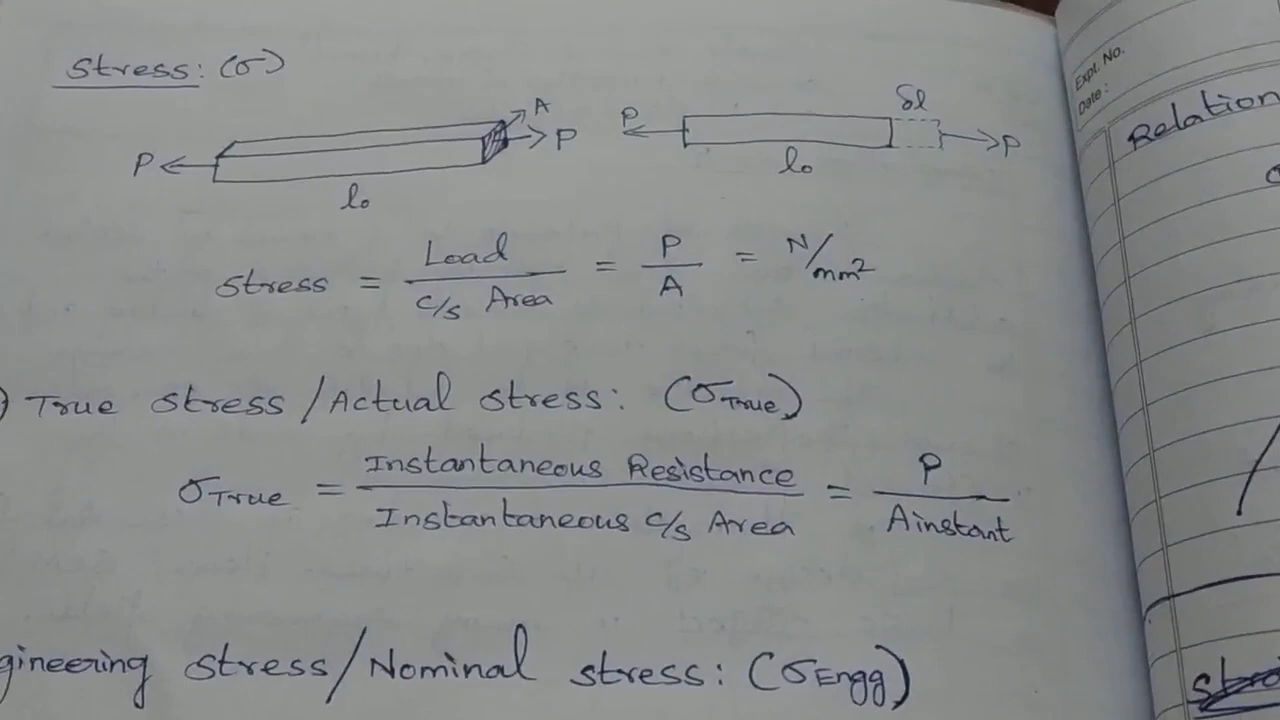 Stress: (σ)
P A P l₀
P δl l₀ P
Stress = Load / c/s Area = P / A = N/mm²
True stress / Actual stress: (σTrue)
σTrue = Instantaneous Resistance / Instantaneous c/s Area = P / Ainstant
gineering stress / Nominal stress: (σEngg)
Expt. No.
Date :
Relation